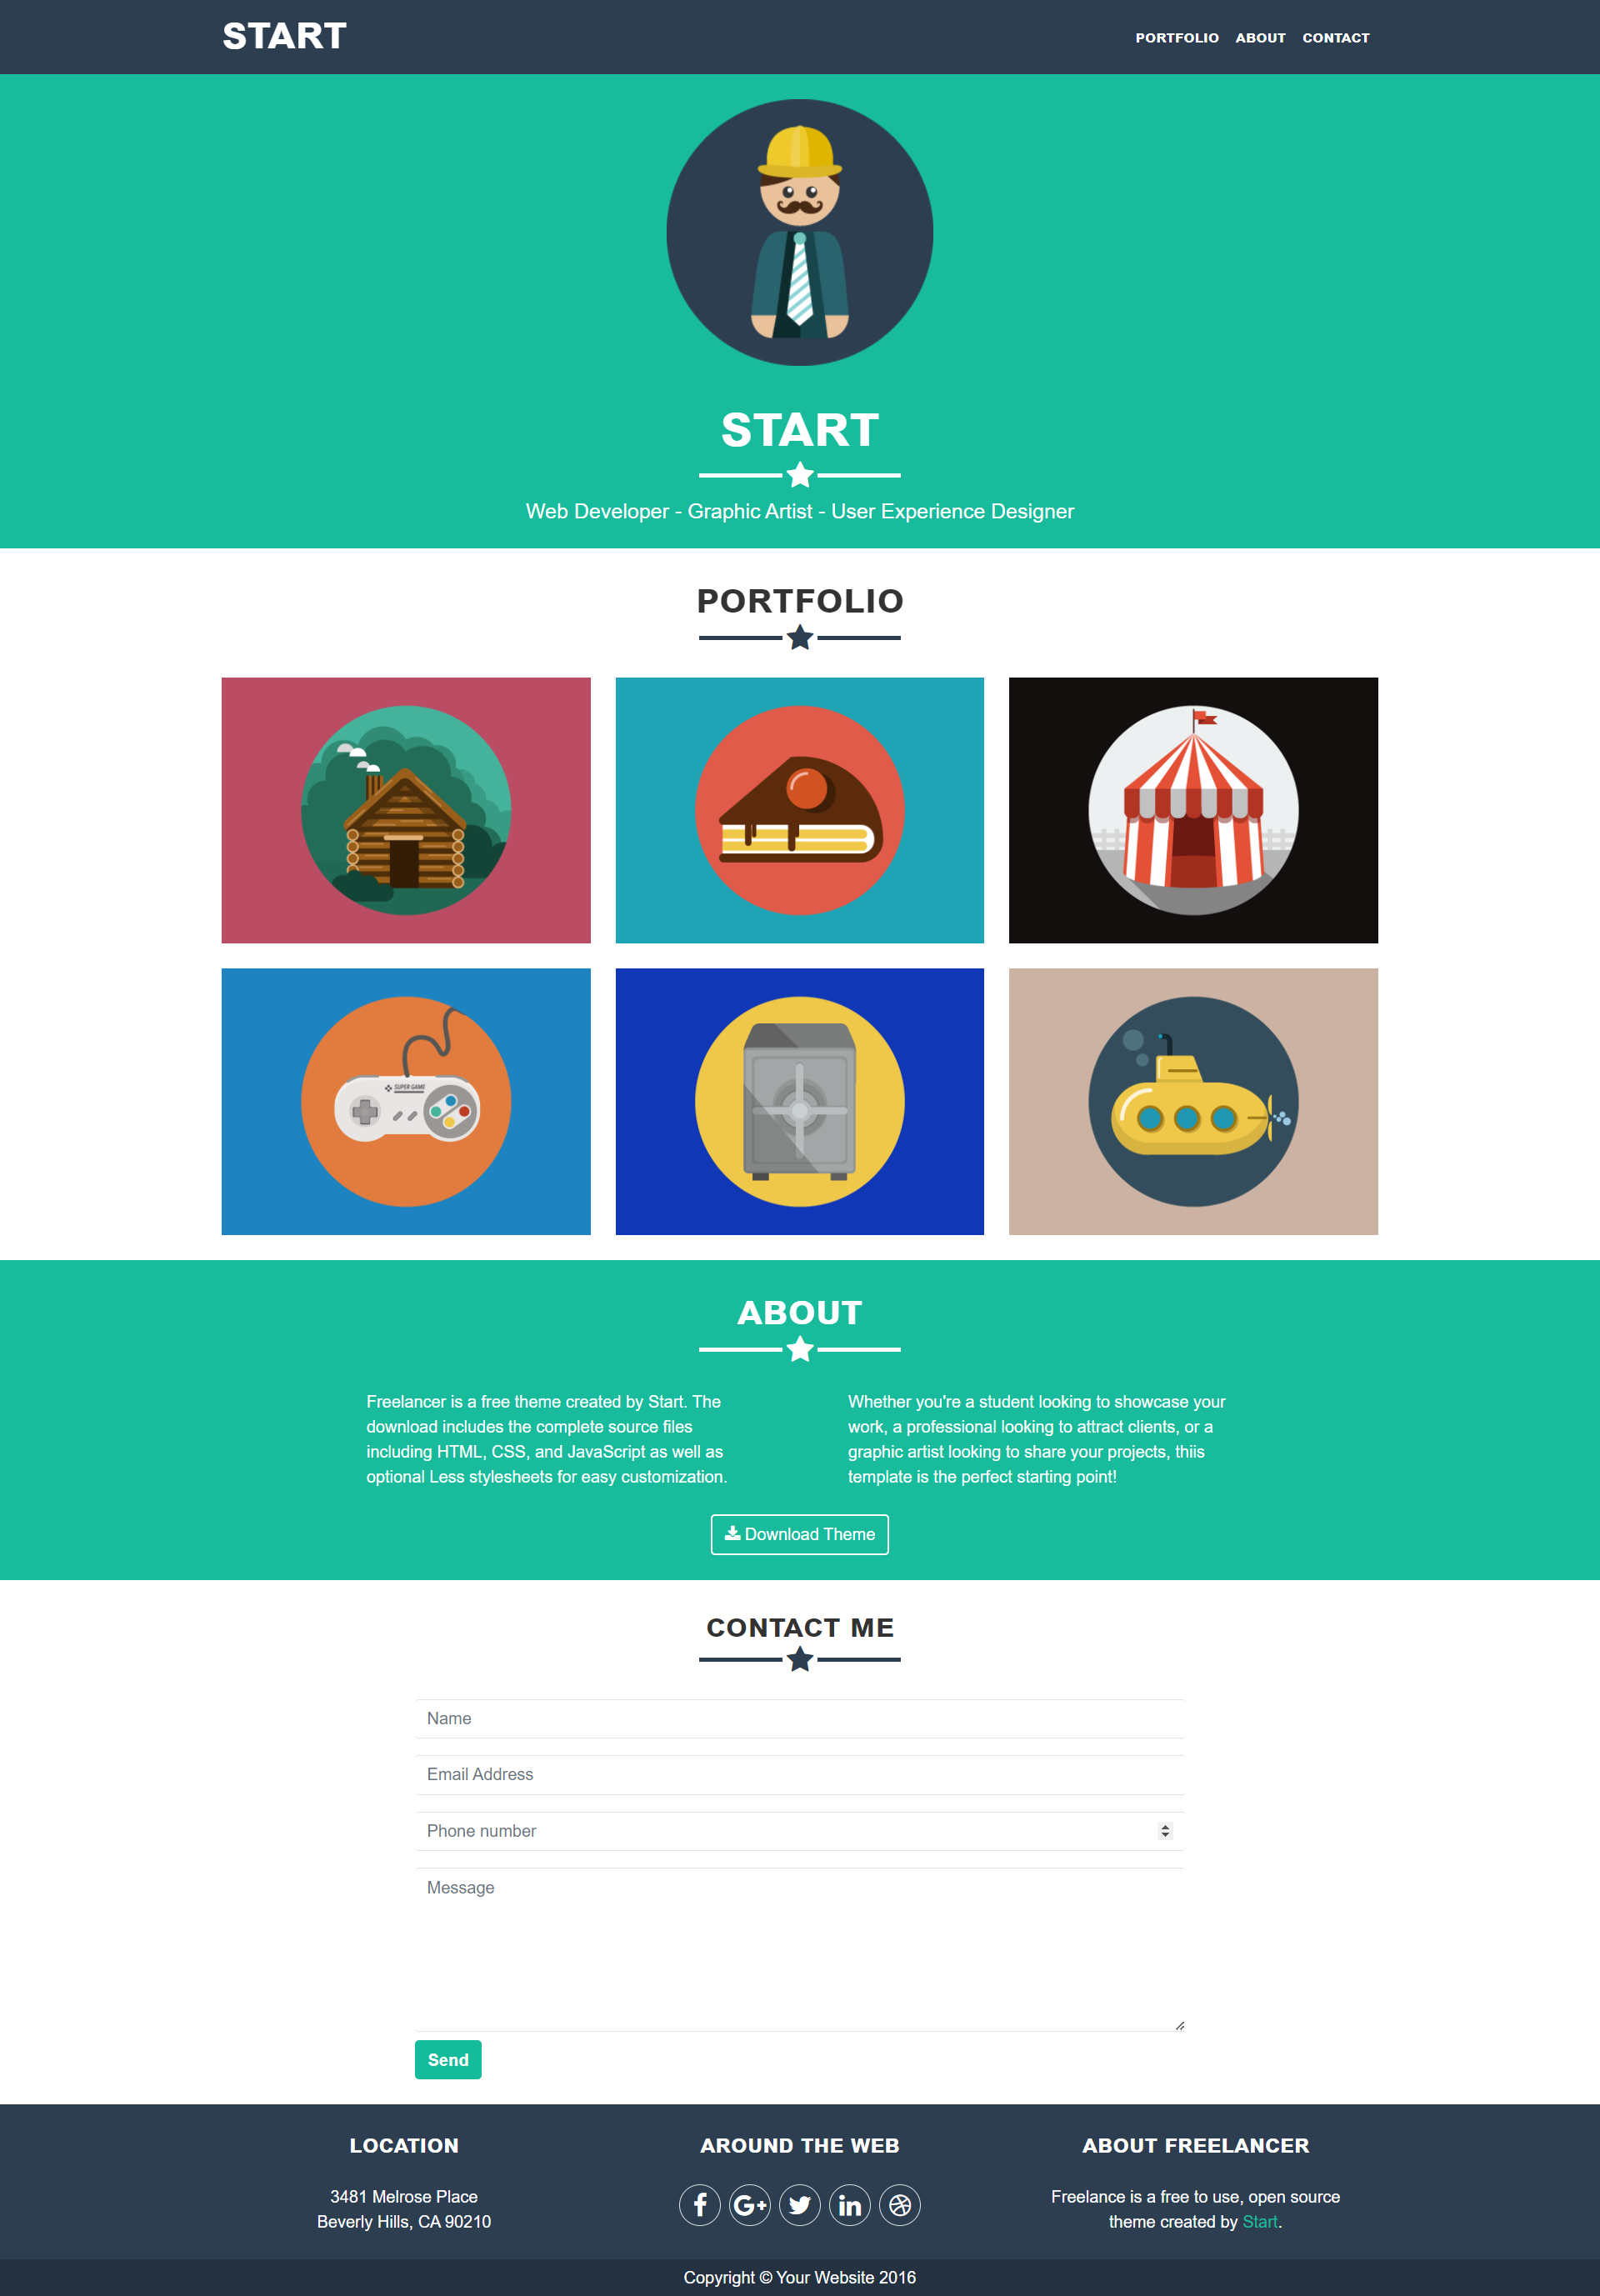 START
PORTFOLIO ABOUT CONTACT
START
Web Developer - Graphic Artist - User Experience Designer
PORTFOLIO
SUPER GAME
ABOUT
Freelancer is a free theme created by Start. The
download includes the complete source files
including HTML, CSS, and JavaScript as well as
optional Less stylesheets for easy customization.
Whether you're a student looking to showcase your
work, a professional looking to attract clients, or a
graphic artist looking to share your projects, thiis
template is the perfect starting point!
Download Theme
CONTACT ME
Name
Email Address
Phone number
Message
Send
LOCATION
3481 Melrose Place
Beverly Hills, CA 90210
AROUND THE WEB
ABOUT FREELANCER
Freelance is a free to use, open source
theme created by Start.
Copyright © Your Website 2016